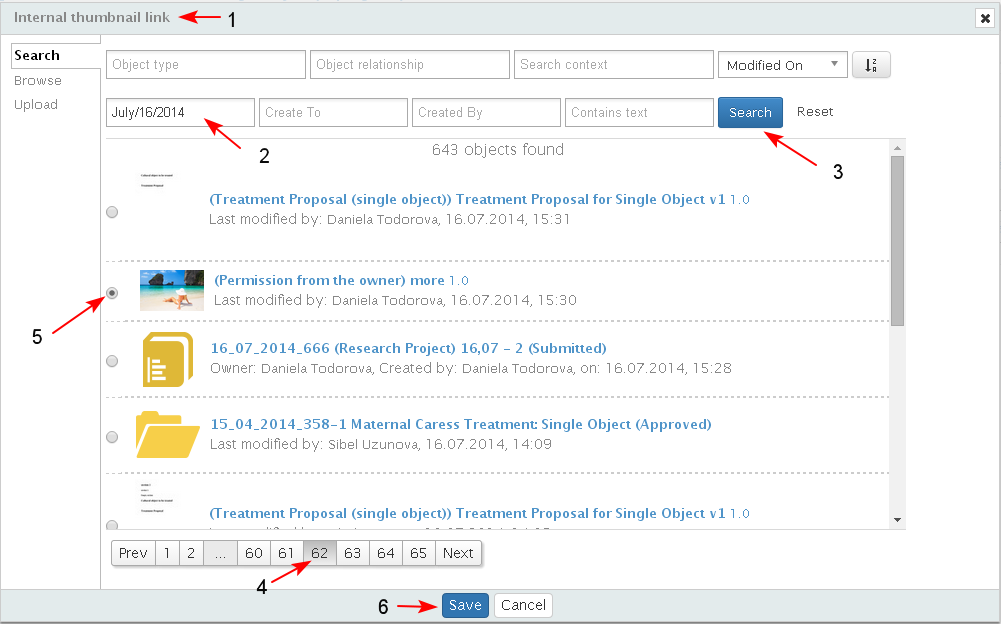 Internal thumbnail link
1
Search
Browse
Upload
Object type
Object relationship
Search context
Modified On
July/16/2014
Create To
Created By
Contains text
Search
Reset
2
3
643 objects found
(Treatment Proposal (single object)) Treatment Proposal for Single Object v1 1.0
Last modified by: Daniela Todorova, 16.07.2014, 15:31
(Permission from the owner) more 1.0
Last modified by: Daniela Todorova, 16.07.2014, 15:30
5
16_07_2014_666 (Research Project) 16,07 - 2 (Submitted)
Owner: Daniela Todorova, Created by: Daniela Todorova, on: 16.07.2014, 15:28
15_04_2014_358-1 Maternal Caress Treatment: Single Object (Approved)
Last modified by: Sibel Uzunova, 16.07.2014, 14:09
(Treatment Proposal (single object)) Treatment Proposal for Single Object v1 1.0
Prev 1 2 ... 60 61 62 63 64 65 Next
4
6
Save
Cancel